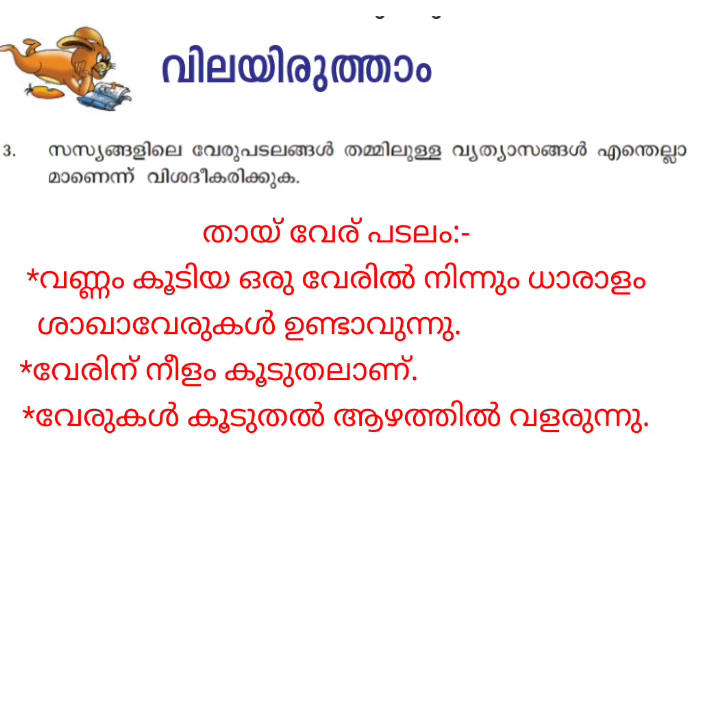 വിലയിരുത്താം
3. സസ്യങ്ങളിലെ വേരുപടലങ്ങൾ തമ്മിലുള്ള വ്യത്യാസങ്ങൾ എന്തെല്ലാ
മാണെന്ന് വിശദീകരിക്കുക.
തായ് വേര് പടലം:-
*വണ്ണം കൂടിയ ഒരു വേരിൽ നിന്നും ധാരാളം
ശാഖാവേരുകൾ ഉണ്ടാവുന്നു.
*വേരിന് നീളം കൂടുതലാണ്.
*വേരുകൾ കൂടുതൽ ആഴത്തിൽ വളരുന്നു.